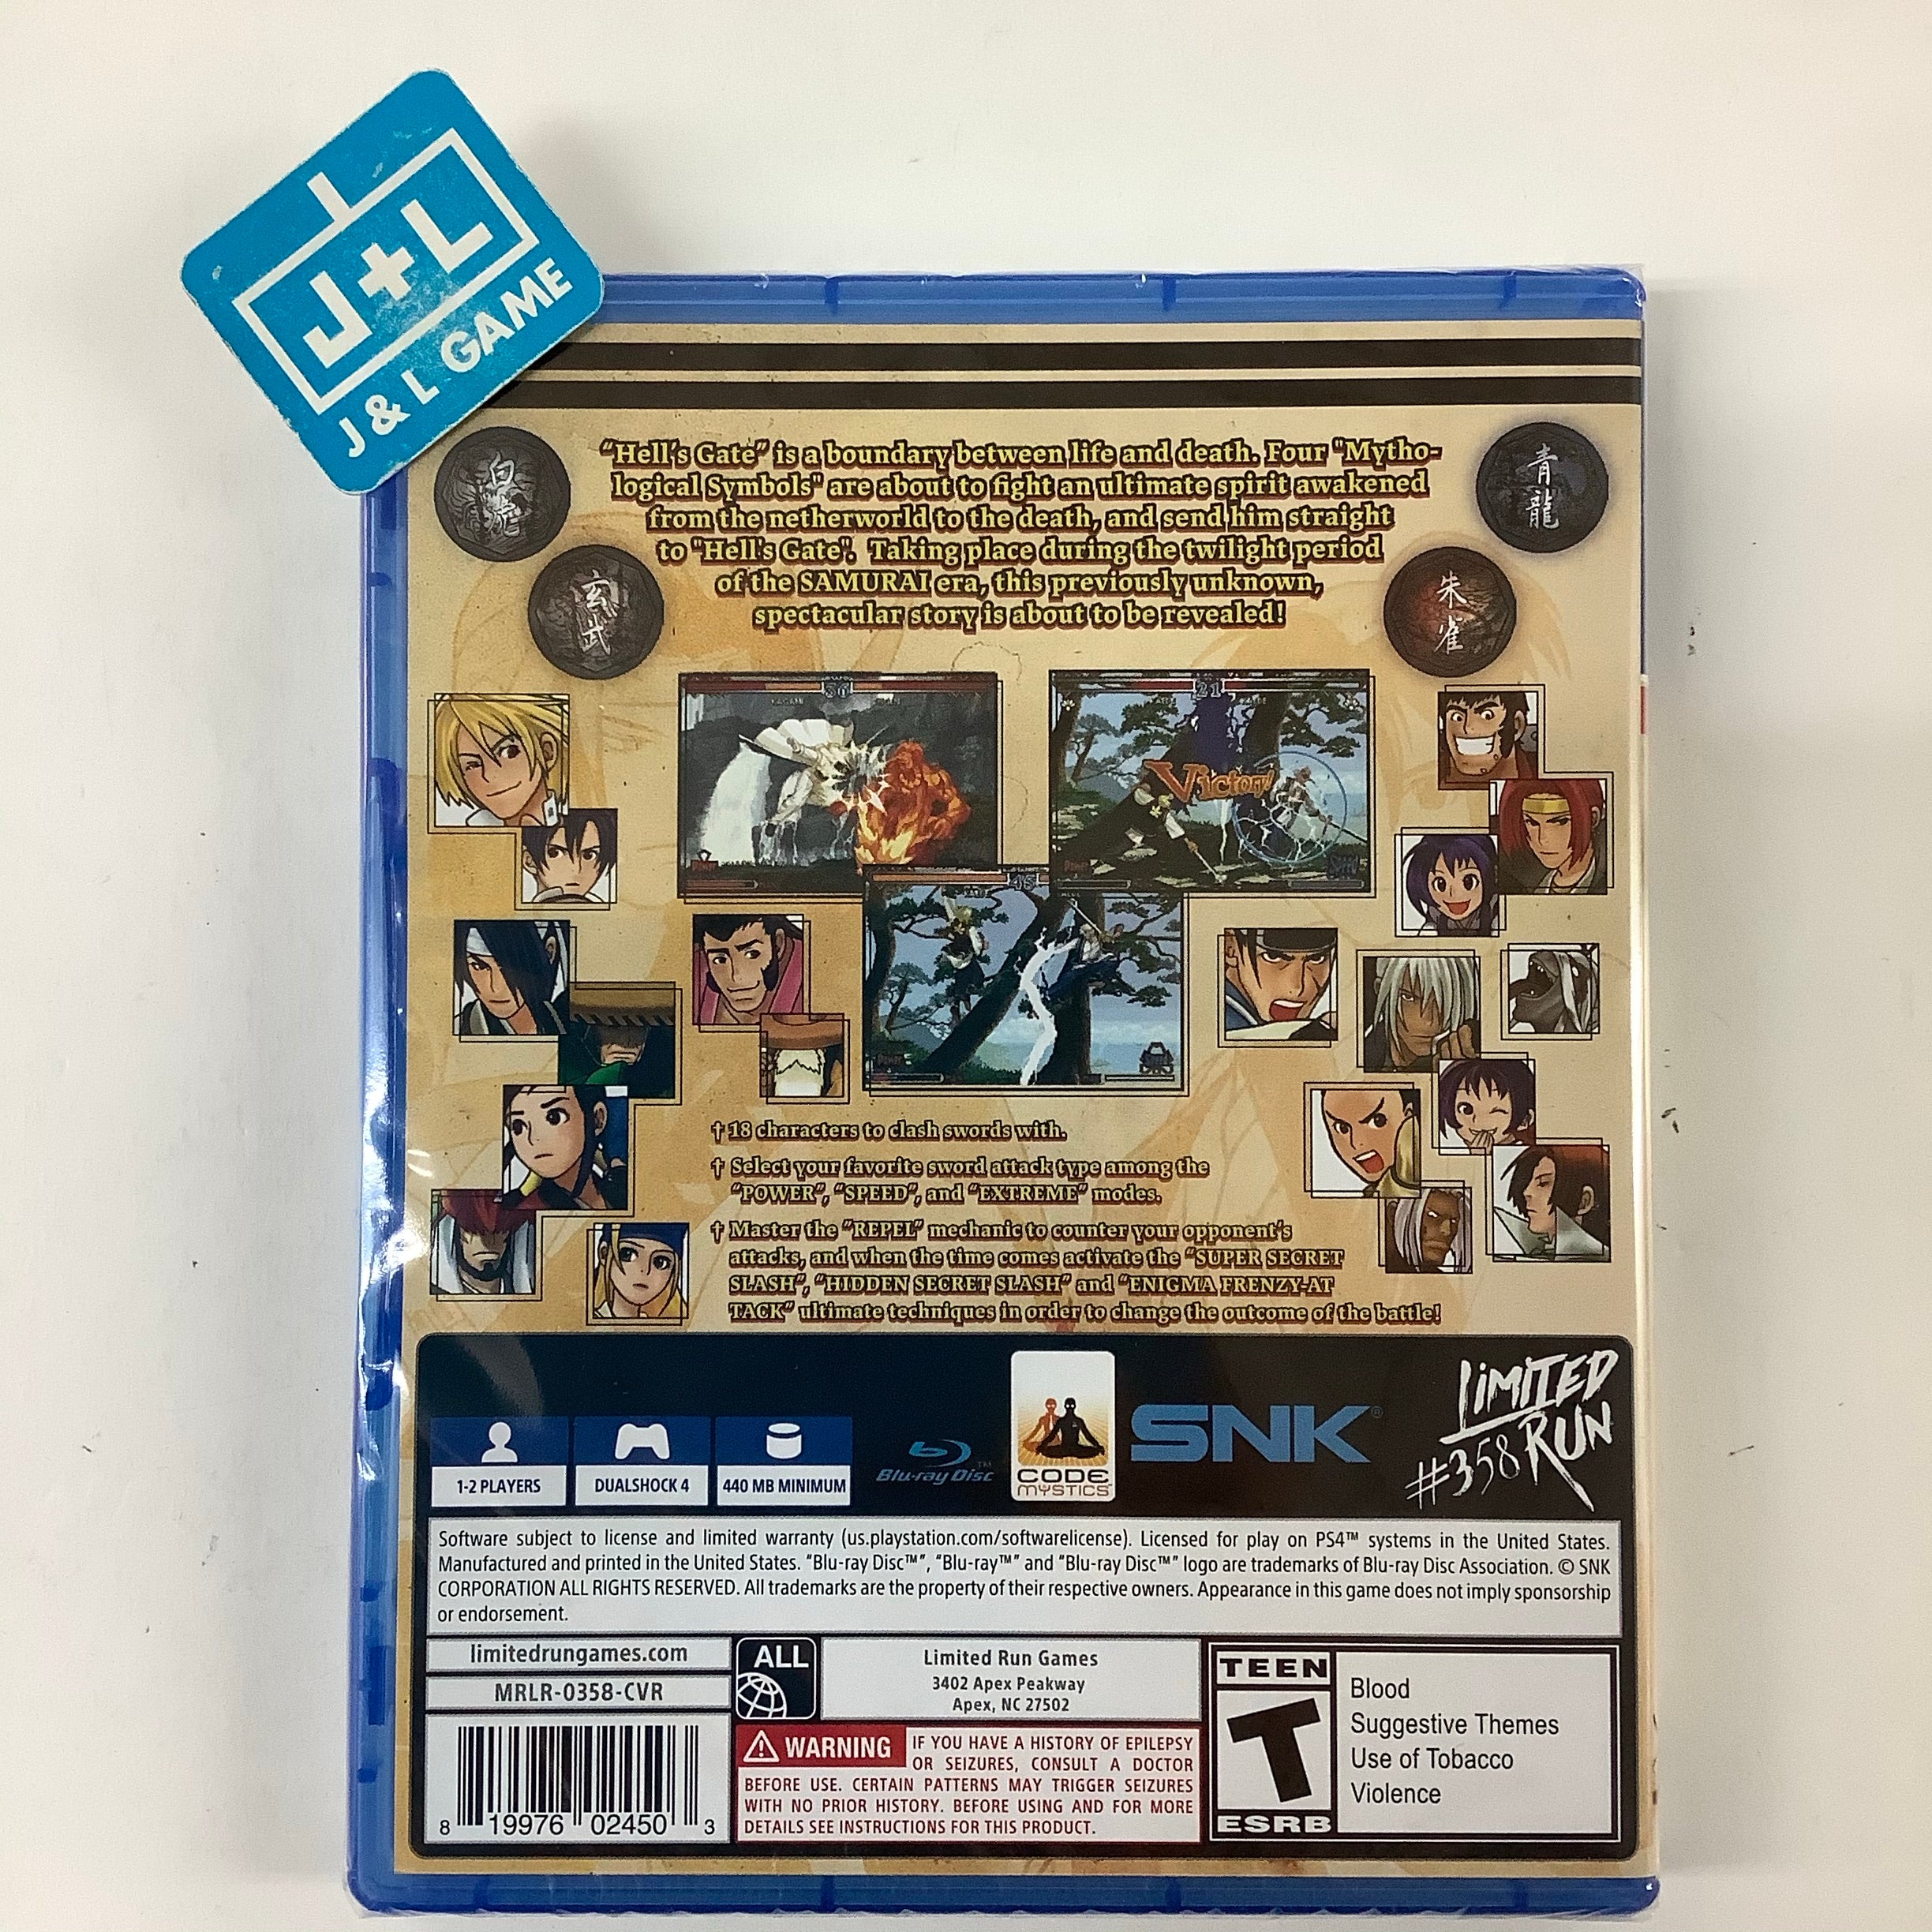 J+L
J & L GAME
白虎
青龍
玄武
朱雀
“Hell's Gate” is a boundary between life and death. Four "Mytho-
logical Symbols" are about to fight an ultimate spirit awakened
from the netherworld to the death, and send him straight
to "Hell's Gate". Taking place during the twilight period
of the SAMURAI era, this previously unknown,
spectacular story is about to be revealed!
36
KAGAMI
21
Victory!
45
† 18 characters to clash swords with.
† Select your favorite sword attack type among the
“POWER”, “SPEED”, and “EXTREME” modes.
† Master the “REPEL” mechanic to counter your opponent's
attacks, and when the time comes activate the “SUPER SECRET
SLASH”, “HIDDEN SECRET SLASH” and “ENIGMA FRENZY-AT
TACK” ultimate techniques in order to change the outcome of the battle!
1-2 PLAYERS
DUALSHOCK 4
440 MB MINIMUM
Blu-ray Disc™
CODE
MYSTICS™
SNK®
LIMITED
RUN
#358
Software subject to license and limited warranty (us.playstation.com/softwarelicense). Licensed for play on PS4™ systems in the United States.
Manufactured and printed in the United States. “Blu-ray Disc™”, “Blu-ray™” and “Blu-ray Disc™” logo are trademarks of Blu-ray Disc Association. © SNK
CORPORATION ALL RIGHTS RESERVED. All trademarks are the property of their respective owners. Appearance in this game does not imply sponsorship
or endorsement.
limitedrungames.com
MRLR-0358-CVR
8 19976 02450 3
ALL
Limited Run Games
3402 Apex Peakway
Apex, NC 27502
WARNING IF YOU HAVE A HISTORY OF EPILEPSY
OR SEIZURES, CONSULT A DOCTOR
BEFORE USE. CERTAIN PATTERNS MAY TRIGGER SEIZURES
WITH NO PRIOR HISTORY. BEFORE USING AND FOR MORE
DETAILS SEE INSTRUCTIONS FOR THIS PRODUCT.
TEEN
T
ESRB
Blood
Suggestive Themes
Use of Tobacco
Violence